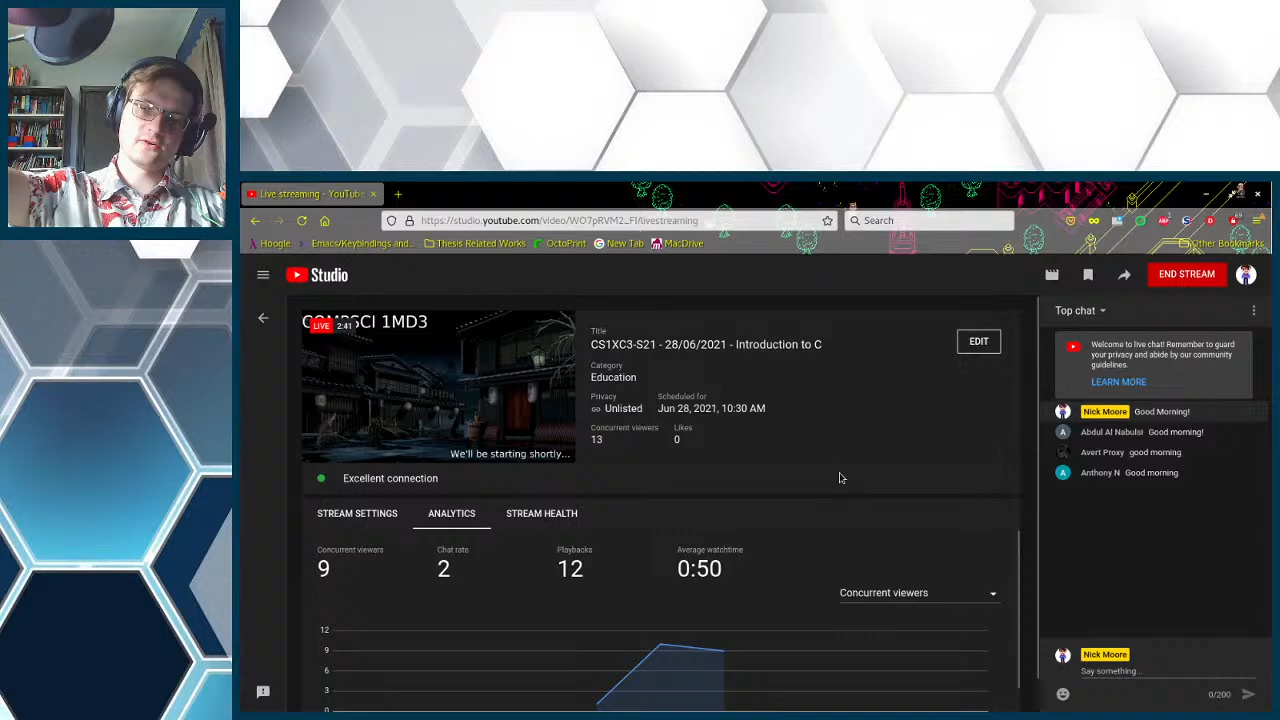 Live streaming - YouTube
https://studio.youtube.com/video/WO7pRVM2_FI/livestreaming
Search
Hoogle
Emacs/Keybindings and...
Thesis Related Works
OctoPrint
New Tab
MacDrive
Other Bookmarks
Studio
END STREAM
COMPSCI 1MD3
LIVE 2:41
We'll be starting shortly...
Title
CS1XC3-S21 - 28/06/2021 - Introduction to C
EDIT
Category
Education
Privacy
Scheduled for
Unlisted
Jun 28, 2021, 10:30 AM
Concurrent viewers
Likes
13
0
Excellent connection
STREAM SETTINGS
ANALYTICS
STREAM HEALTH
Concurrent viewers
Chat rate
Playbacks
Average watchtime
9
2
12
0:50
Concurrent viewers
12
9
6
3
0
Top chat
Welcome to live chat! Remember to guard
your privacy and abide by our community
guidelines.
LEARN MORE
Nick Moore Good Morning!
Abdul Al Nabulsi Good morning!
Avert Proxy good morning
A Anthony N Good morning
Nick Moore
Say something...
0/200